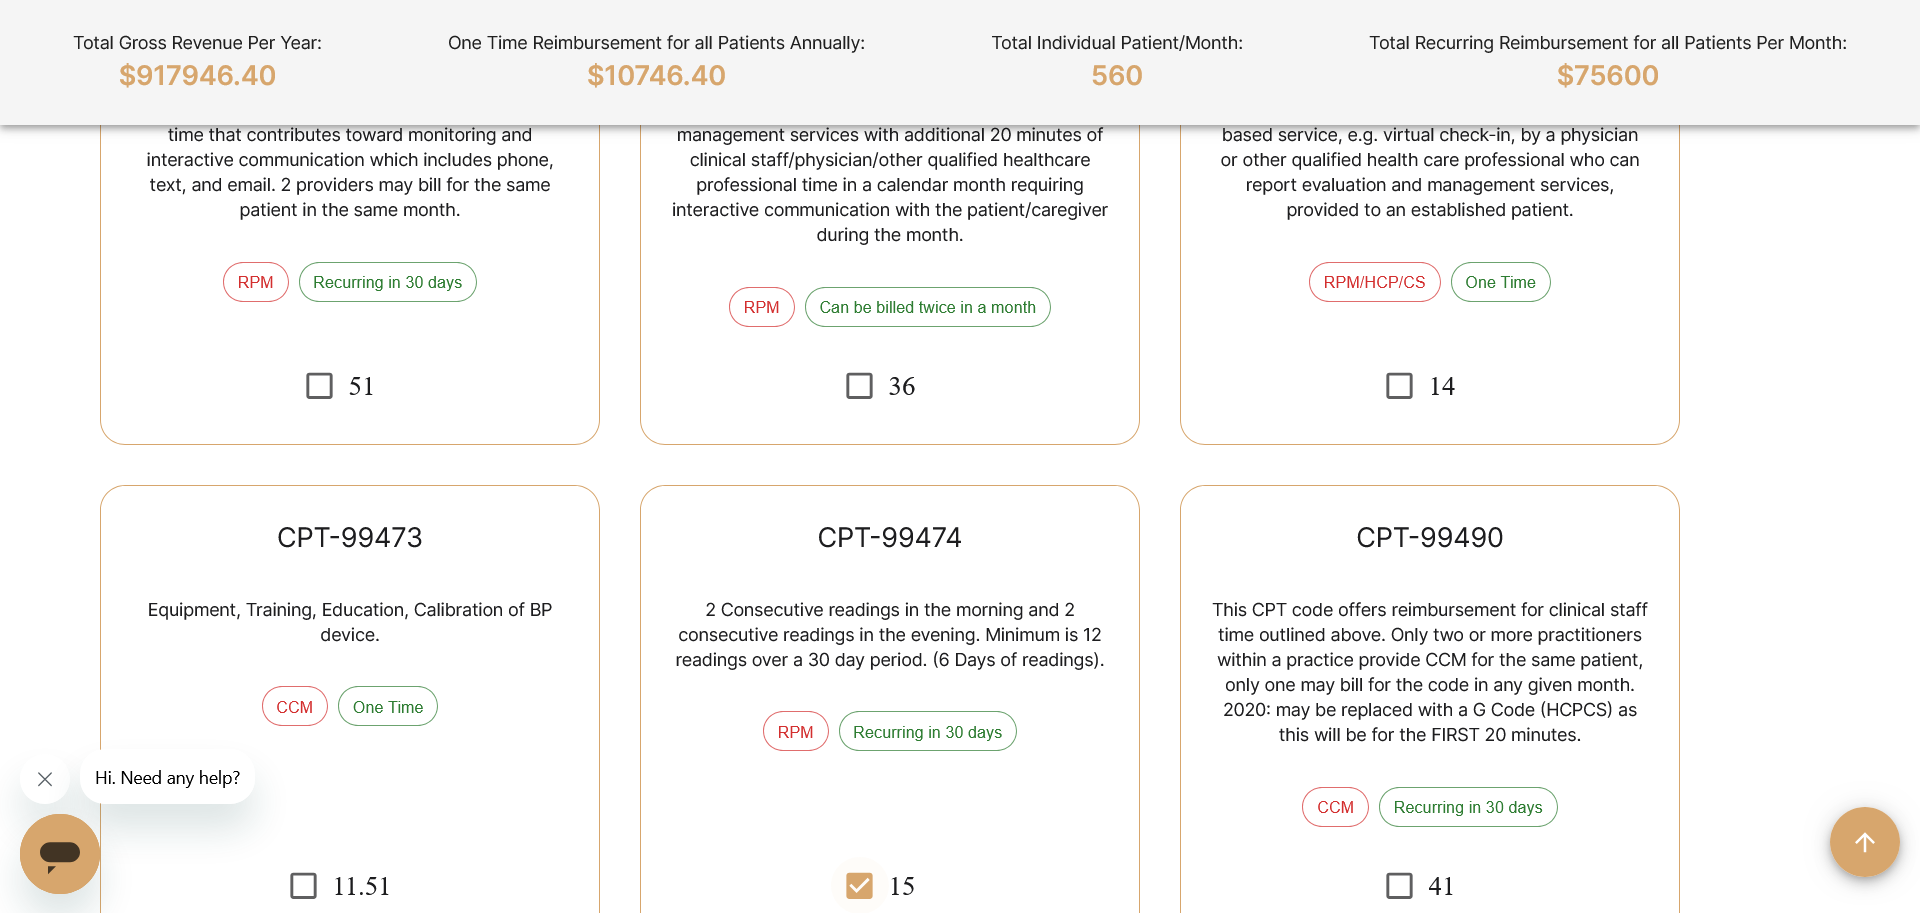 Total Gross Revenue Per Year:
$917946.40
One Time Reimbursement for all Patients Annually:
$10746.40
Total Individual Patient/Month:
560
Total Recurring Reimbursement for all Patients Per Month:
$75600
time that contributes toward monitoring and
interactive communication which includes phone,
text, and email. 2 providers may bill for the same
patient in the same month.
RPM
Recurring in 30 days
51
management services with additional 20 minutes of
clinical staff/physician/other qualified healthcare
professional time in a calendar month requiring
interactive communication with the patient/caregiver
during the month.
RPM
Can be billed twice in a month
36
based service, e.g. virtual check-in, by a physician
or other qualified health care professional who can
report evaluation and management services,
provided to an established patient.
RPM/HCP/CS
One Time
14
CPT-99473
Equipment, Training, Education, Calibration of BP
device.
CCM
One Time
11.51
CPT-99474
2 Consecutive readings in the morning and 2
consecutive readings in the evening. Minimum is 12
readings over a 30 day period. (6 Days of readings).
RPM
Recurring in 30 days
15
CPT-99490
This CPT code offers reimbursement for clinical staff
time outlined above. Only two or more practitioners
within a practice provide CCM for the same patient,
only one may bill for the code in any given month.
2020: may be replaced with a G Code (HCPCS) as
this will be for the FIRST 20 minutes.
CCM
Recurring in 30 days
41
Hi. Need any help?